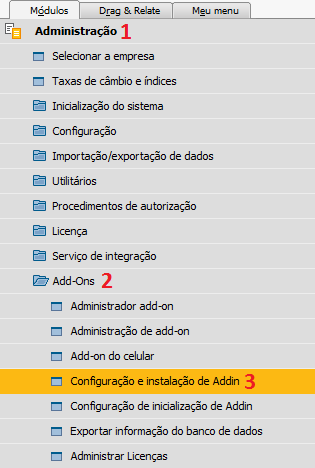 Módulos Drag & Relate Meu menu
Administração 1
Selecionar a empresa
Taxas de câmbio e índices
Inicialização do sistema
Configuração
Importação/exportação de dados
Utilitários
Procedimentos de autorização
Licença
Serviço de integração
Add-Ons 2
Administrador add-on
Administração de add-on
Add-on do celular
Configuração e instalação de Addin 3
Configuração de inicialização de Addin
Exportar informação do banco de dados
Administrar Licenças